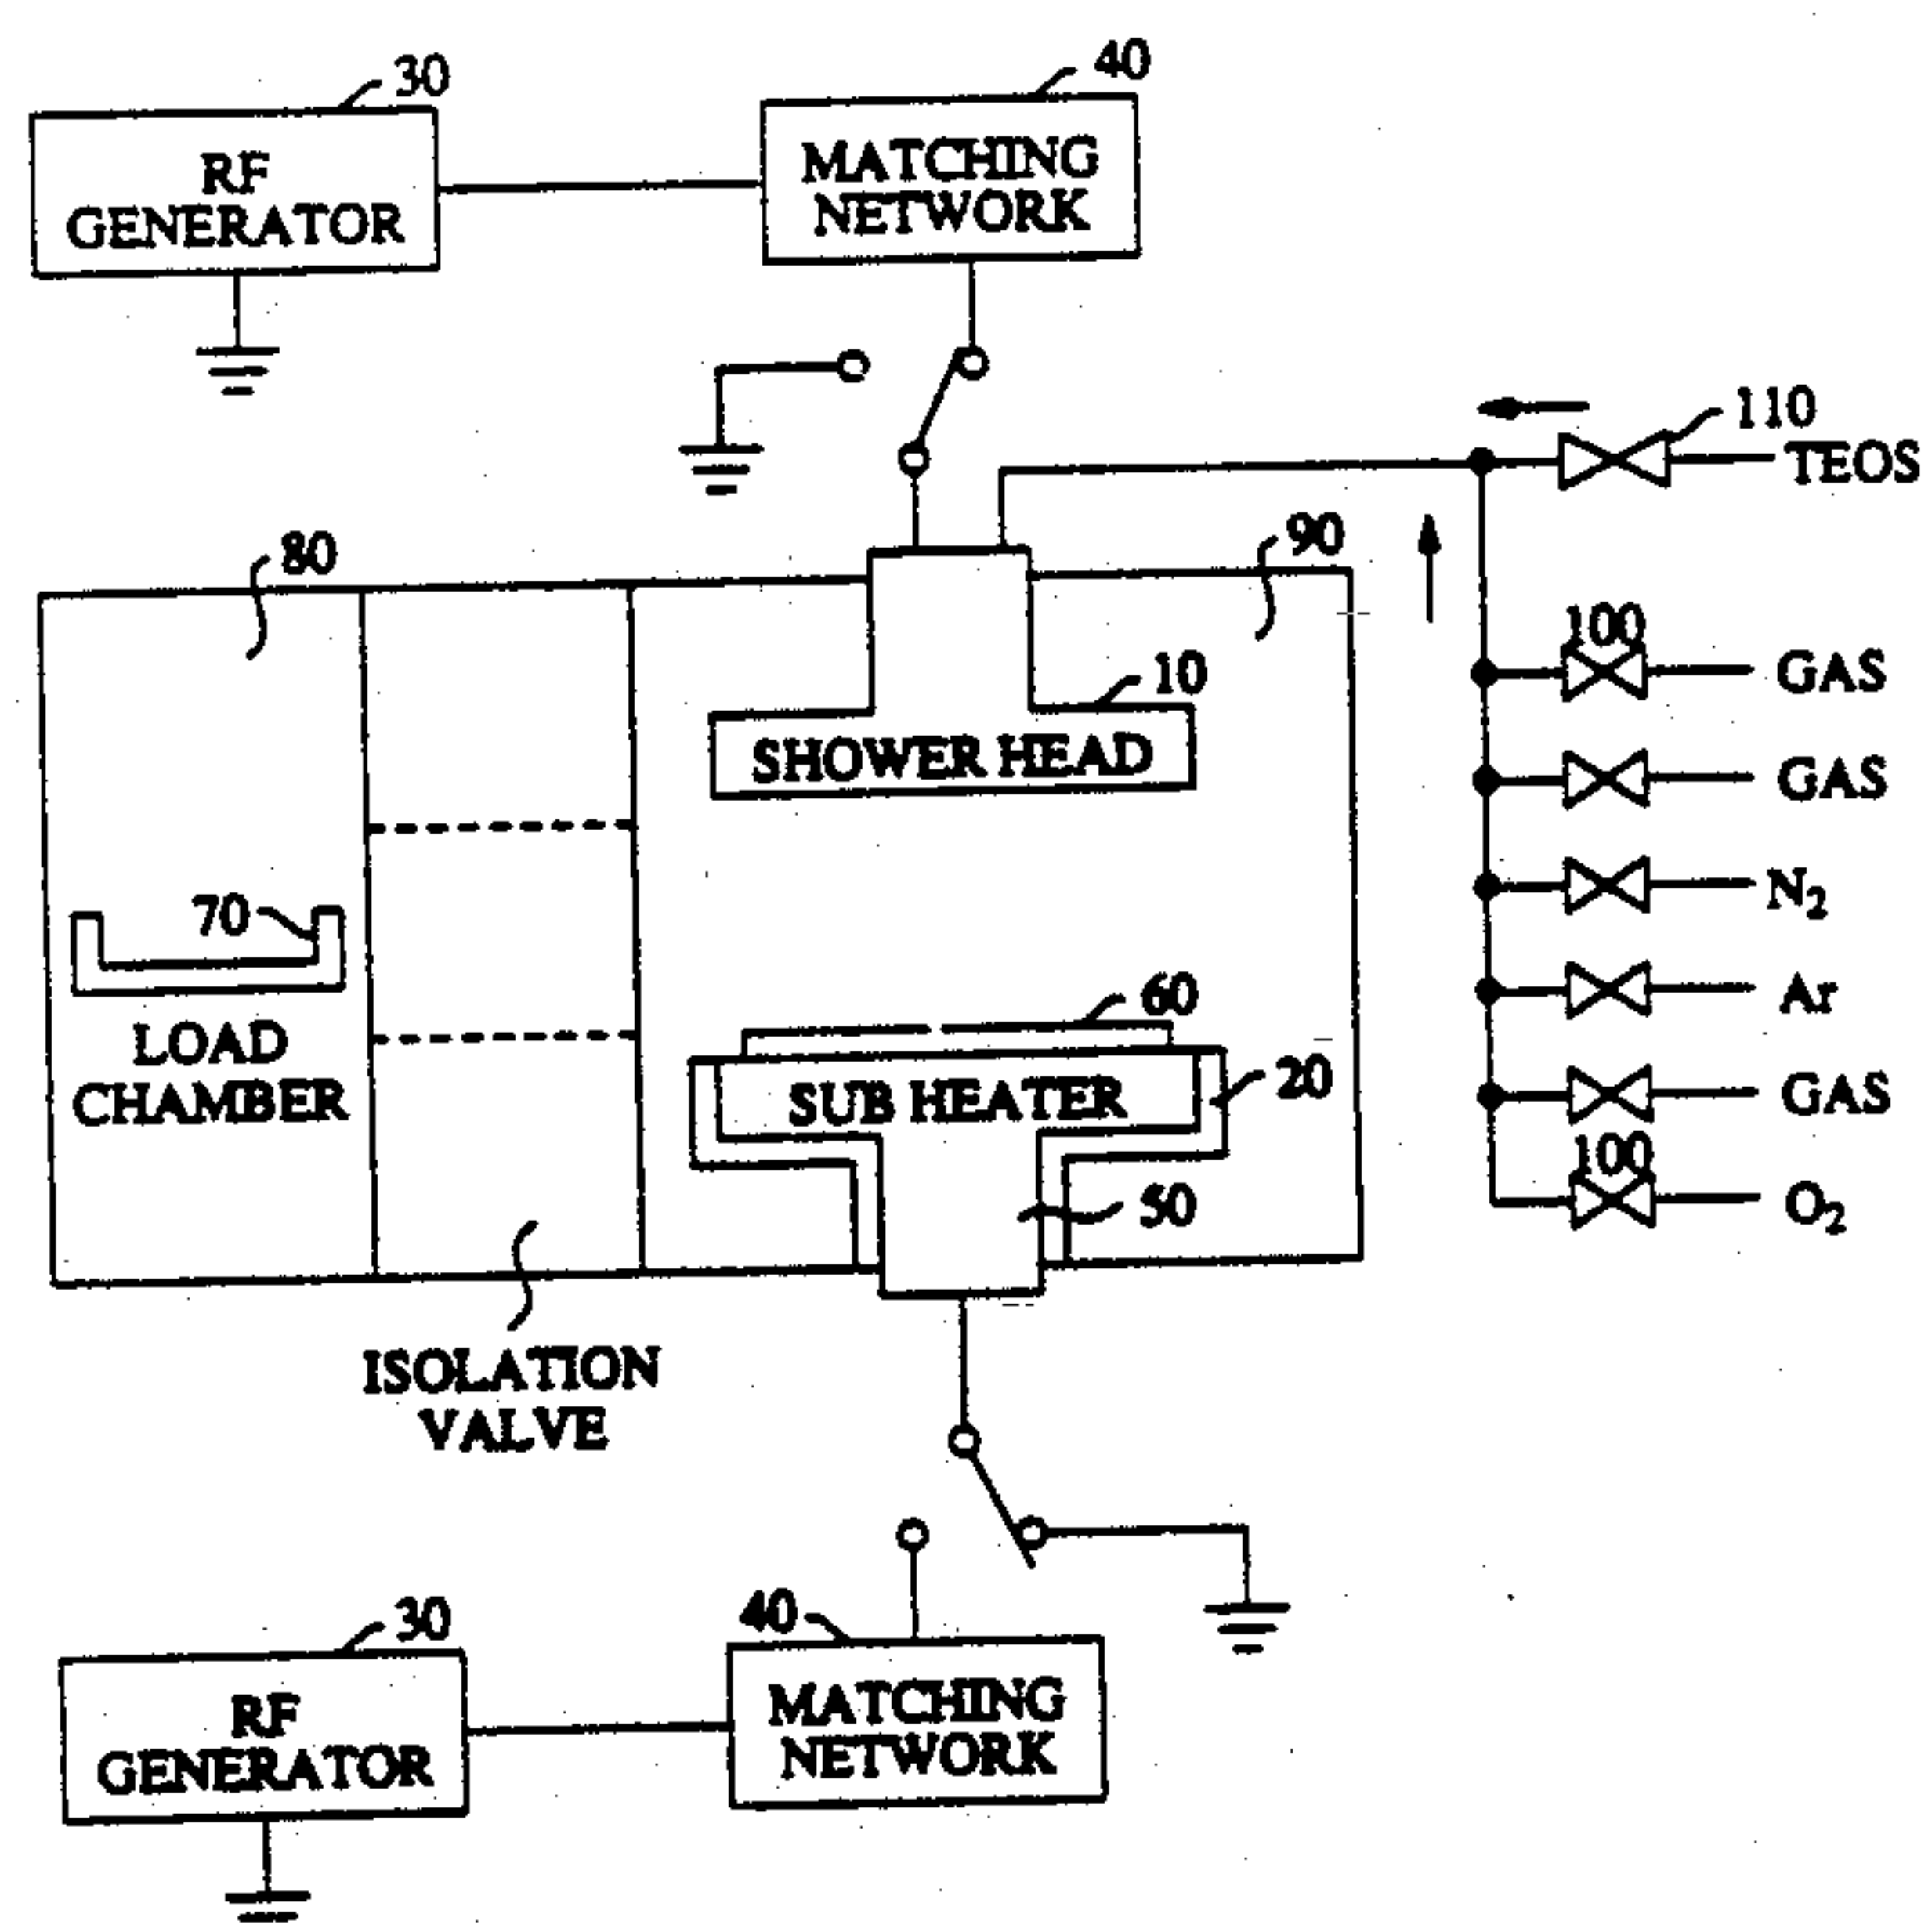 30
40
RF
GENERATOR
MATCHING
NETWORK
110
TEOS
80
90
100
GAS
10
SHOWER HEAD
GAS
70
N2
60
Ar
LOAD
CHAMBER
SUB HEATER
20
GAS
100
50
O2
ISOLATION
VALVE
30
40
RF
GENERATOR
MATCHING
NETWORK